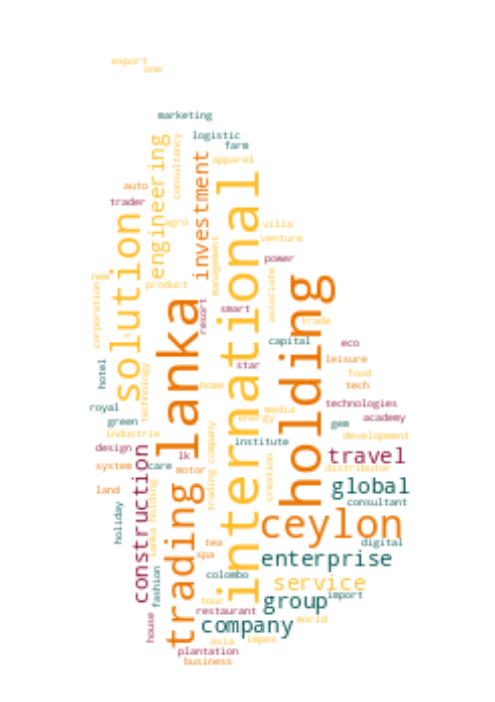 export
one
marketing
logistic
farm
engineering
consultancy
apparel
investment
international
auto
trader
agro
solution
villa
venture
management
power
associate
new
corporation
product
holding
lanka
resort
smart
trade
capital
eco
leisure
star
hotel
technology
home
food
tech
royal
green
media
energy
technologies
academy
gem
industrie
development
institute
design
construction
lk
trading company
creation
travel
system
care
motor
distributor
land
lanka holding
trading
global
consultant
holiday
ceylon
tea
digital
spa
enterprise
colombo
fashion
service
tour
group
import
restaurant
house
company
world
asia
impex
plantation
business